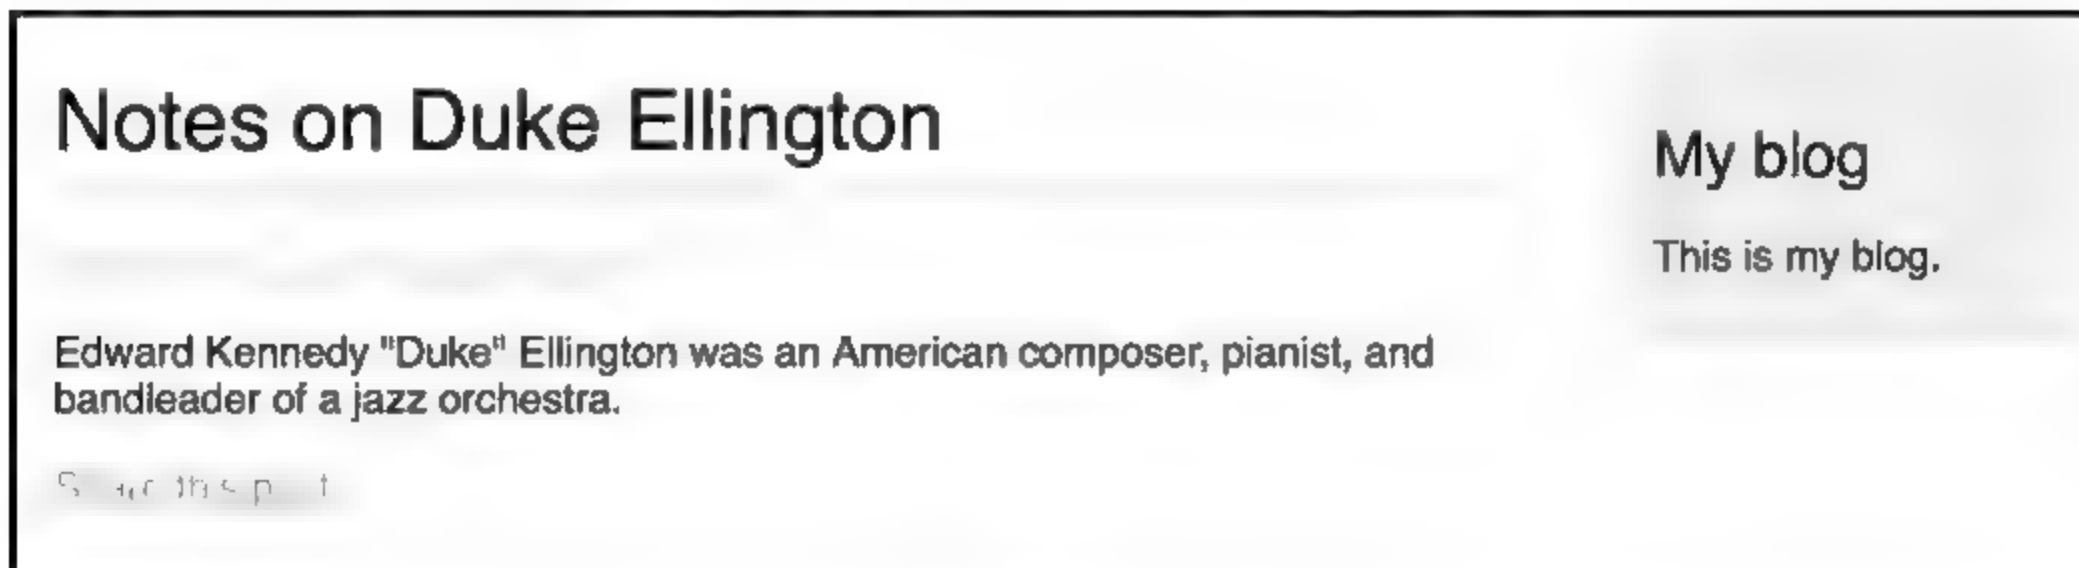 Notes on Duke Ellington
Edward Kennedy "Duke" Ellington was an American composer, pianist, and
bandleader of a jazz orchestra.
My blog
This is my blog.